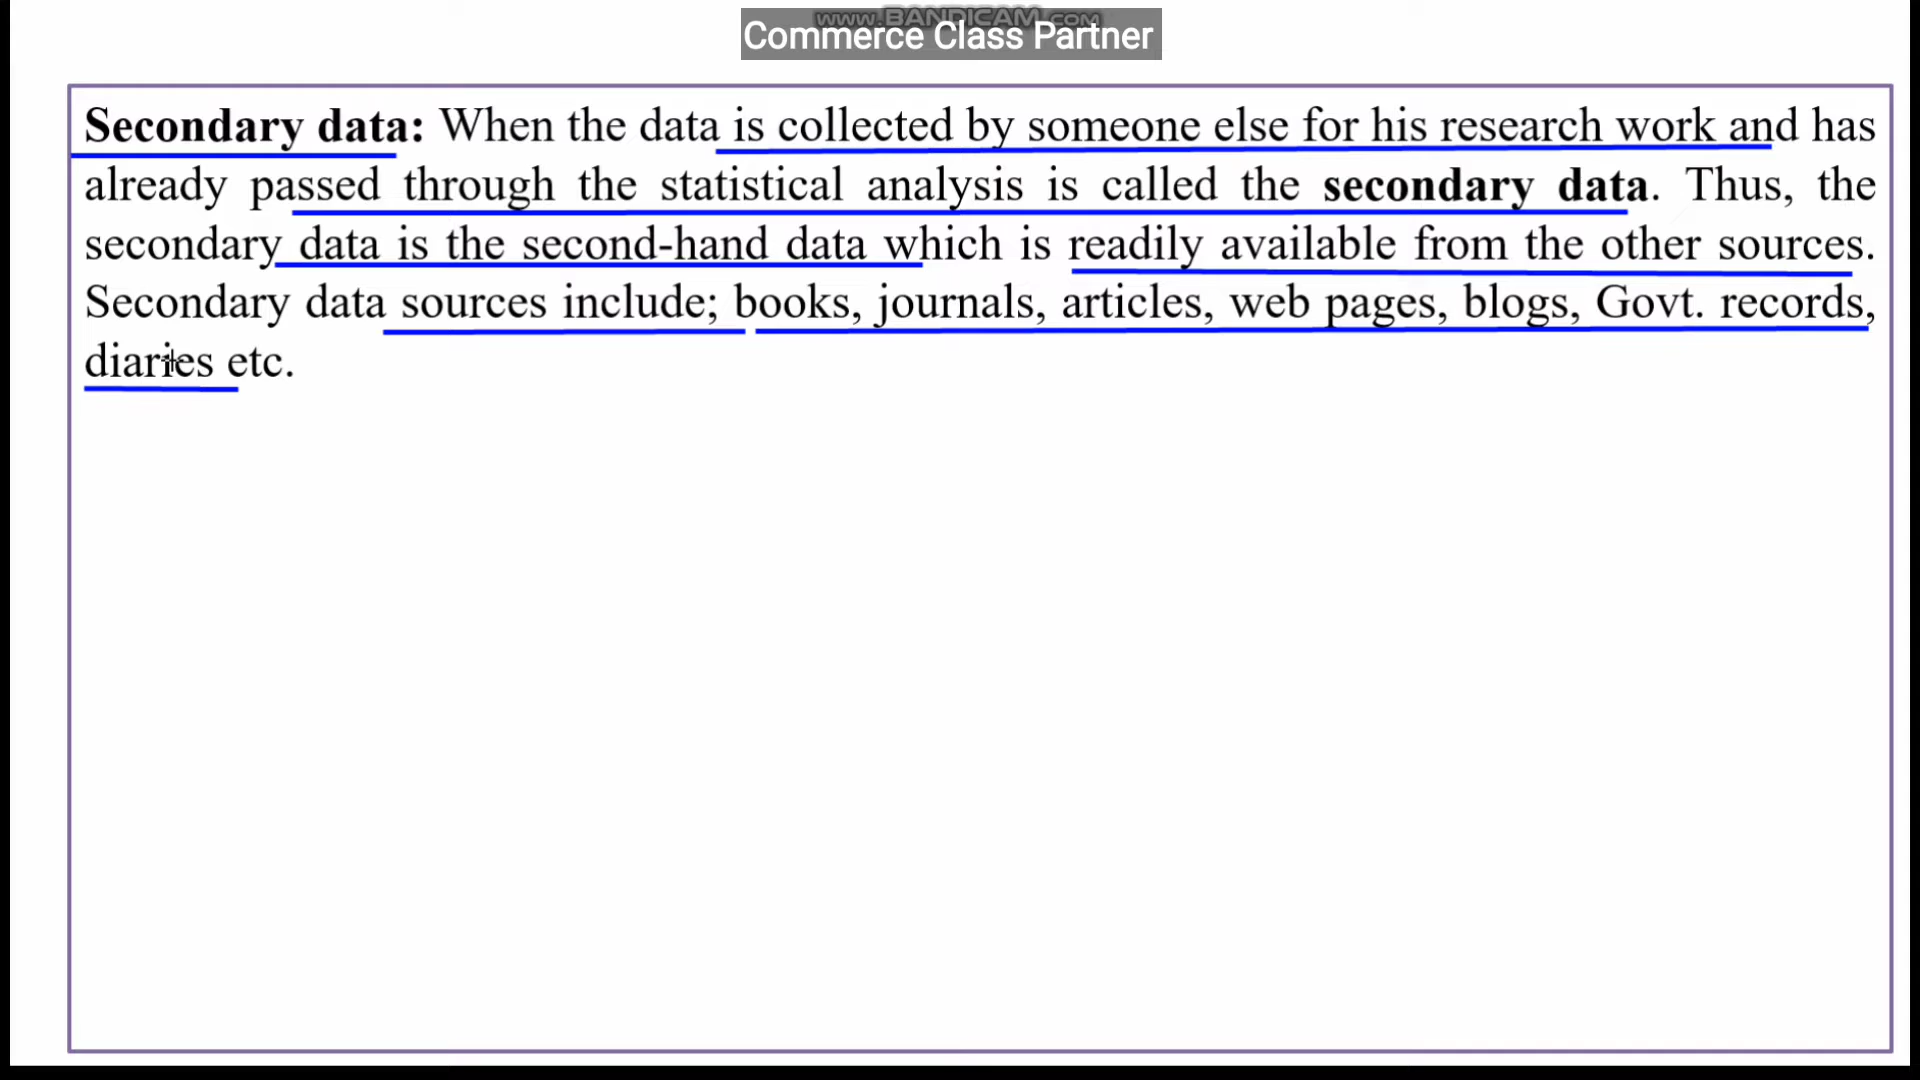 www.BANDICAM.com
Commerce Class Partner
Secondary data: When the data is collected by someone else for his research work and has
already passed through the statistical analysis is called the secondary data. Thus, the
secondary data is the second-hand data which is readily available from the other sources.
Secondary data sources include; books, journals, articles, web pages, blogs, Govt. records,
diaries etc.